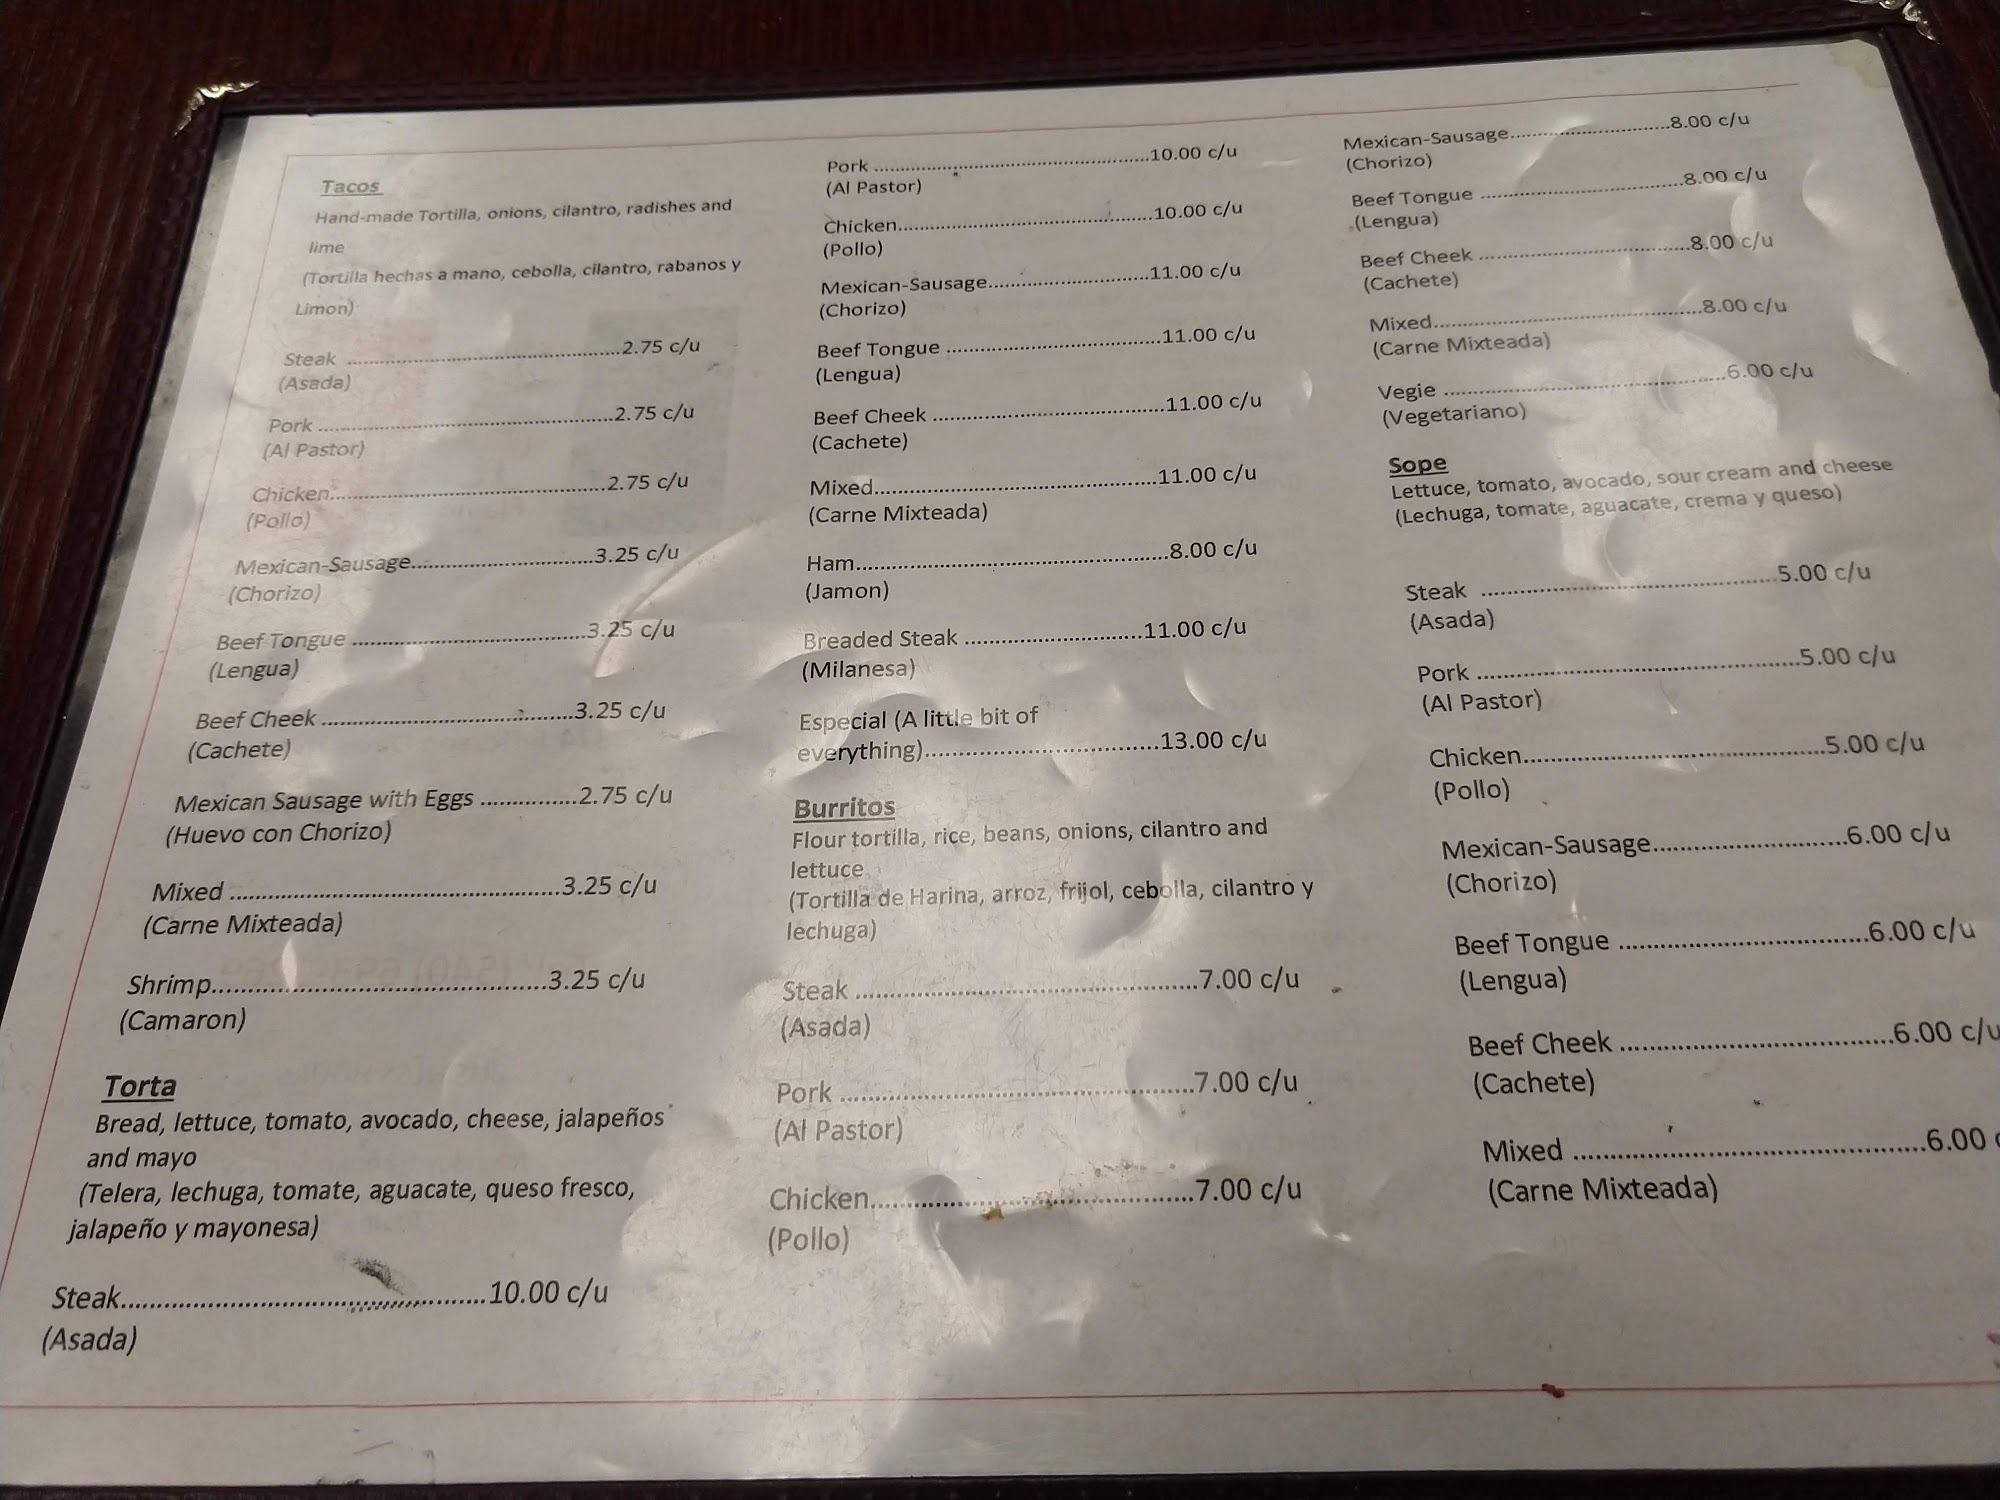 Tacos
Hand-made Tortilla, onions, cilantro, radishes and
lime
(Tortilla hechas a mano, cebolla, cilantro, rabanos y
Limon)
Steak ........................................2.75 c/u
(Asada)
Pork ...........................................2.75 c/u
(Al Pastor)
Chicken.......................................2.75 c/u
(Pollo)
Mexican-Sausage..........................3.25 c/u
(Chorizo)
Beef Tongue .................................3.25 c/u
(Lengua)
Beef Cheek ...................................3.25 c/u
(Cachete)
Mexican Sausage with Eggs ...............2.75 c/u
(Huevo con Chorizo)
Mixed ..........................................3.25 c/u
(Carne Mixteada)
Shrimp..........................................3.25 c/u
(Camaron)
Torta
Bread, lettuce, tomato, avocado, cheese, jalapeños
and mayo
(Telera, lechuga, tomate, aguacate, queso fresco,
jalapeño y mayonesa)
Steak............................................10.00 c/u
(Asada)
Pork ..........................................10.00 c/u
(Al Pastor)
Chicken.......................................10.00 c/u
(Pollo)
Mexican-Sausage........................11.00 c/u
(Chorizo)
Beef Tongue ................................11.00 c/u
(Lengua)
Beef Cheek ..................................11.00 c/u
(Cachete)
Mixed..........................................11.00 c/u
(Carne Mixteada)
Ham.............................................8.00 c/u
(Jamon)
Breaded Steak ...........................11.00 c/u
(Milanesa)
Especial (A little bit of
everything)................................13.00 c/u
Burritos
Flour tortilla, rice, beans, onions, cilantro and
lettuce
(Tortilla de Harina, arroz, frijol, cebolla, cilantro y
lechuga)
Steak ...........................................7.00 c/u
(Asada)
Pork ............................................7.00 c/u
(Al Pastor)
Chicken........................................7.00 c/u
(Pollo)
Mexican-Sausage..........................8.00 c/u
(Chorizo)
Beef Tongue ...............................8.00 c/u
(Lengua)
Beef Cheek .................................8.00 c/u
(Cachete)
Mixed..........................................8.00 c/u
(Carne Mixteada)
Vegie ..........................................6.00 c/u
(Vegetariano)
Sope
Lettuce, tomato, avocado, sour cream and cheese
(Lechuga, tomate, aguacate, crema y queso)
Steak ..........................................5.00 c/u
(Asada)
Pork ............................................5.00 c/u
(Al Pastor)
Chicken........................................5.00 c/u
(Pollo)
Mexican-Sausage..........................6.00 c/u
(Chorizo)
Beef Tongue .................................6.00 c/u
(Lengua)
Beef Cheek ...................................6.00 c/u
(Cachete)
Mixed ..........................................6.00
(Carne Mixteada)